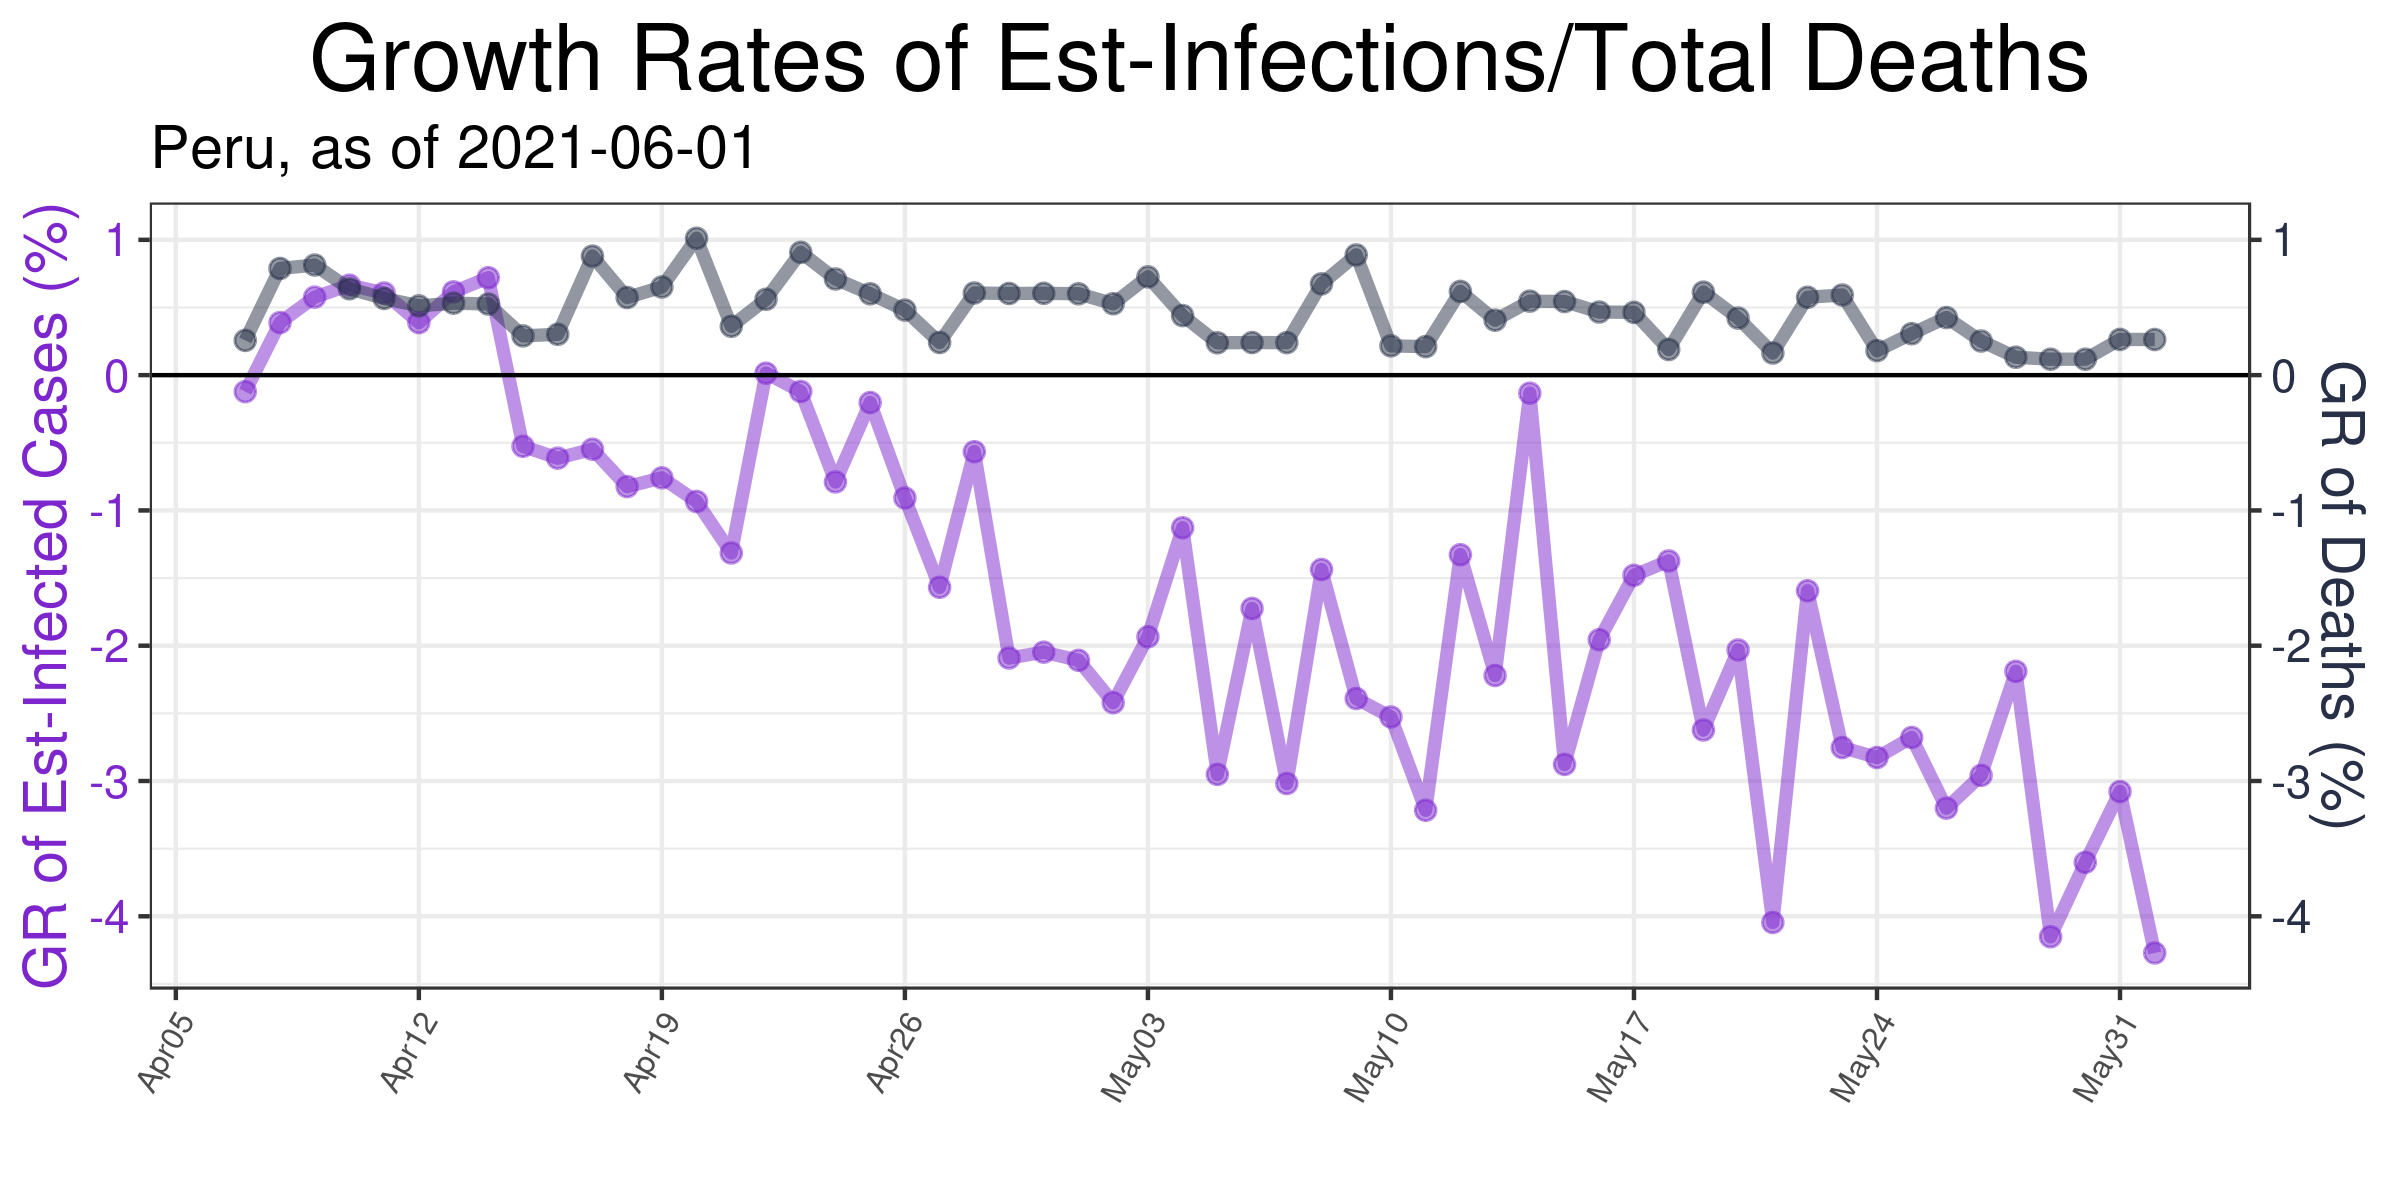 Growth Rates of Est-Infections/Total Deaths
Peru, as of 2021-06-01
GR of Est-Infected Cases (%)
1
0
-1
-2
-3
-4
1
0
-1
-2
-3
-4
GR of Deaths (%)
Apr05
Apr12
Apr19
Apr26
May03
May10
May17
May24
May31